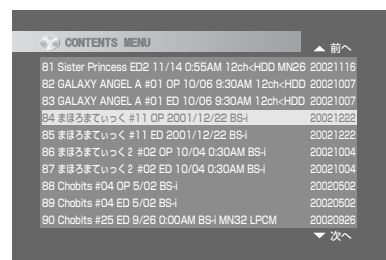 CONTENTS MENU
▲ 前へ
81 Sister Princess ED2 11/14 0:55AM 12ch<HDD MN26 20021116
82 GALAXY ANGEL A #01 OP 10/06 9:30AM 12ch<HDD 20021007
83 GALAXY ANGEL A #01 ED 10/06 9:30AM 12ch<HDD 20021007
84 まほろまてぃっく #11 OP 2001/12/22 BS-i 20021222
85 まほろまてぃっく #11 ED 2001/12/22 BS-i 20021222
86 まほろまてぃっく2 #02 OP 10/04 0:30AM BS-i 20021004
87 まほろまてぃっく2 #02 ED 10/04 0:30AM BS-i 20021004
88 Chobits #04 OP 5/02 BS-i 20020502
89 Chobits #04 ED 5/02 BS-i 20020502
90 Chobits #25 ED 9/26 0:00AM BS-i MN32 LPCM 20020926
▼ 次へ